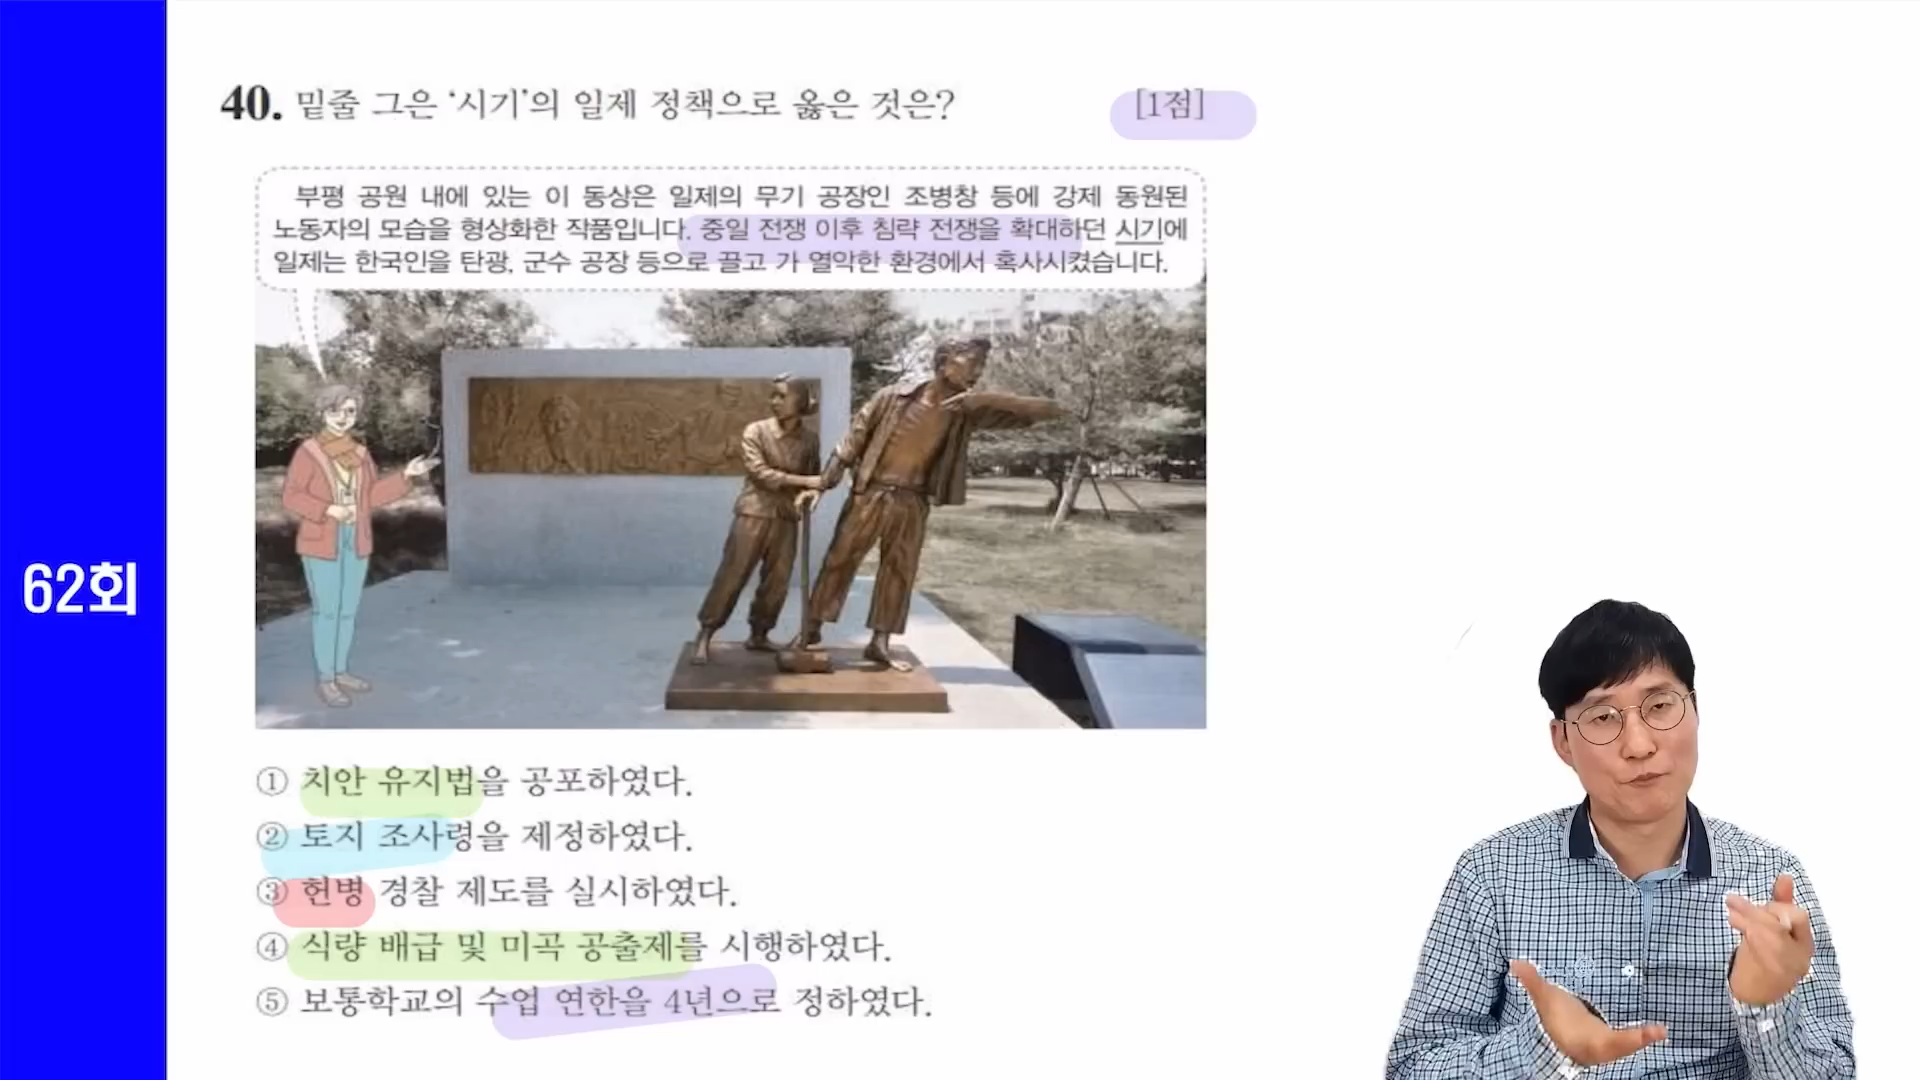 40. 밑줄 그은 ‘시기’의 일제 정책으로 옳은 것은? [1점]
부평 공원 내에 있는 이 동상은 일제의 무기 공장인 조병창 등에 강제 동원된
노동자의 모습을 형상화한 작품입니다. 중일 전쟁 이후 침략 전쟁을 확대하던 시기에
일제는 한국인을 탄광, 군수 공장 등으로 끌고 가 열악한 환경에서 혹사시켰습니다.
62회
① 치안 유지법을 공포하였다.
② 토지 조사령을 제정하였다.
③ 헌병 경찰 제도를 실시하였다.
④ 식량 배급 및 미곡 공출제를 시행하였다.
⑤ 보통학교의 수업 연한을 4년으로 정하였다.